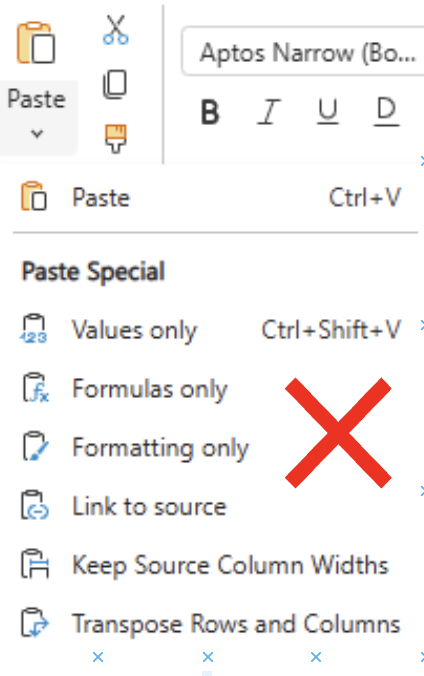 Aptos Narrow (Bo...
Paste
B I U D
Paste Ctrl+V
Paste Special
Values only Ctrl+Shift+V
Formulas only
Formatting only
Link to source
Keep Source Column Widths
Transpose Rows and Columns